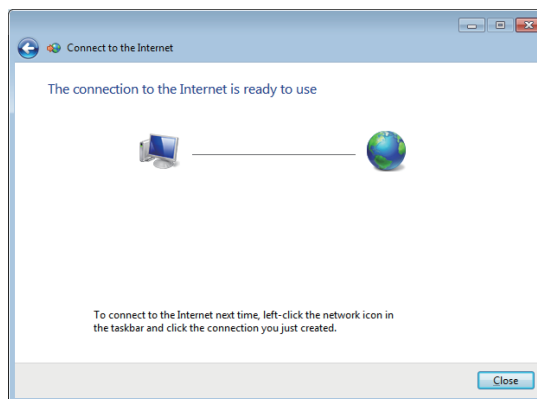 Connect to the Internet
The connection to the Internet is ready to use
To connect to the Internet next time, left-click the network icon in
the taskbar and click the connection you just created.
Close